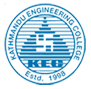 KATHMANDU ENGINEERING COLLEGE
KEC
Estd. 1998